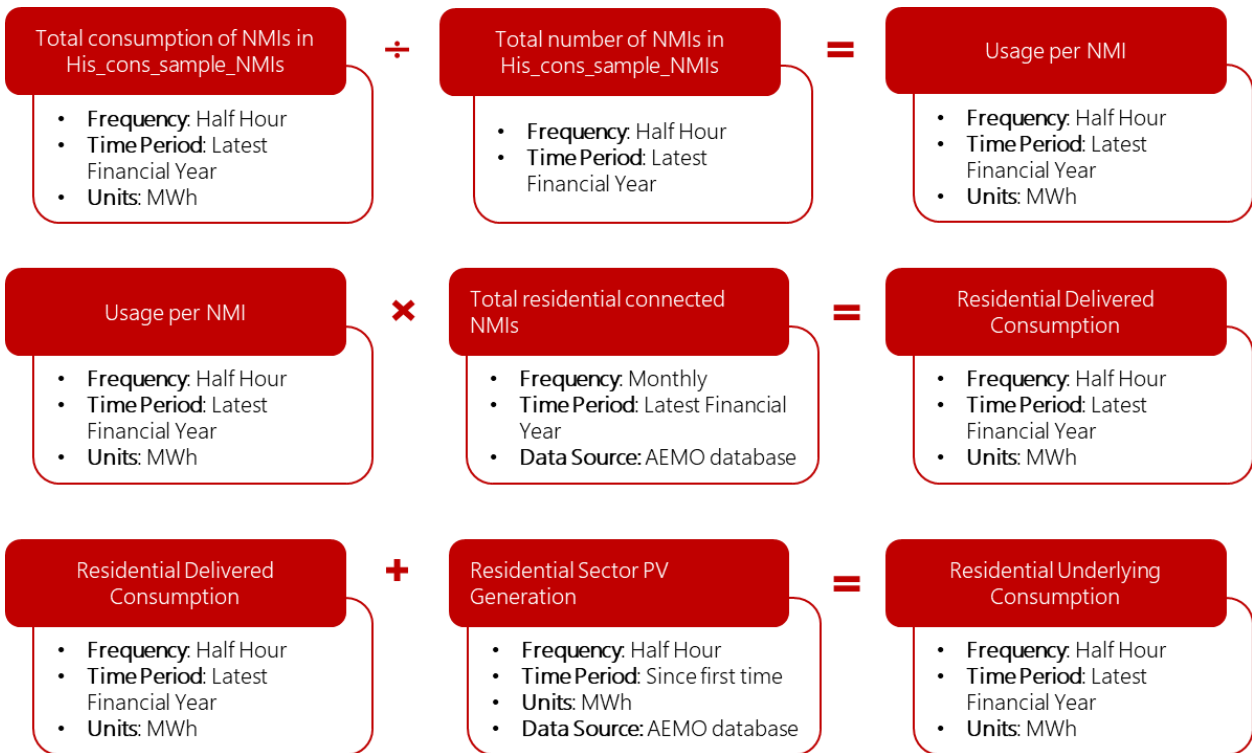 Total consumption of NMIs in
His_cons_sample_NMIs
• Frequency: Half Hour
• Time Period: Latest
Financial Year
• Units: MWh
÷
Total number of NMIs in
His_cons_sample_NMIs
• Frequency: Half Hour
• Time Period: Latest
Financial Year
=
Usage per NMI
• Frequency: Half Hour
• Time Period: Latest
Financial Year
• Units: MWh
Usage per NMI
• Frequency: Half Hour
• Time Period: Latest
Financial Year
• Units: MWh
×
Total residential connected
NMIs
• Frequency: Monthly
• Time Period: Latest Financial
Year
• Data Source: AEMO database
=
Residential Delivered
Consumption
• Frequency: Half Hour
• Time Period: Latest
Financial Year
• Units: MWh
Residential Delivered
Consumption
• Frequency: Half Hour
• Time Period: Latest
Financial Year
• Units: MWh
+
Residential Sector PV
Generation
• Frequency: Half Hour
• Time Period: Since first time
• Units: MWh
• Data Source: AEMO database
=
Residential Underlying
Consumption
• Frequency: Half Hour
• Time Period: Latest
Financial Year
• Units: MWh